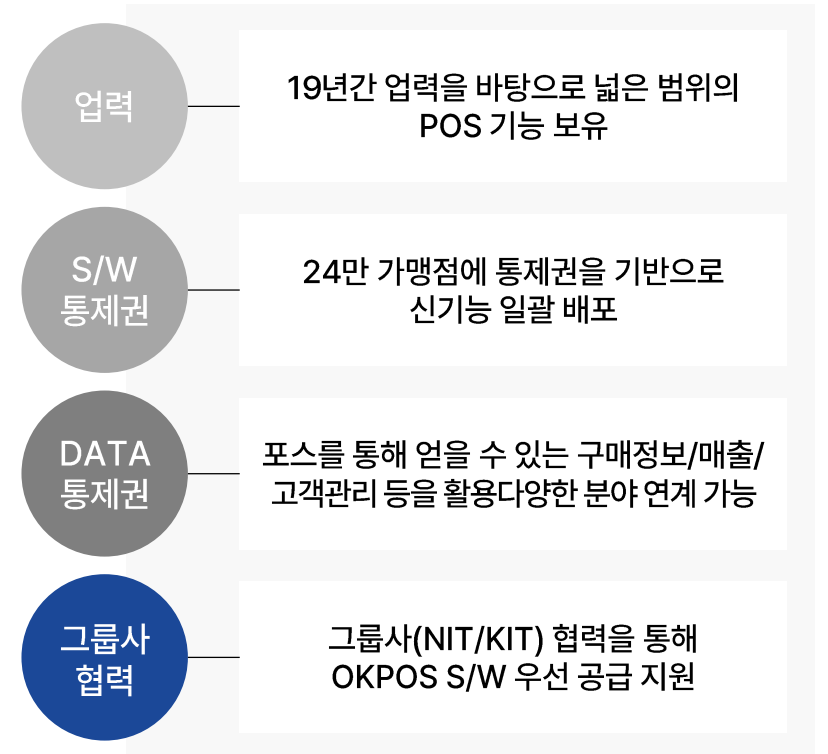 업력
19년간 업력을 바탕으로 넓은 범위의
POS 기능 보유
S/W
통제권
24만 가맹점에 통제권을 기반으로
신기능 일괄 배포
DATA
통제권
포스를 통해 얻을 수 있는 구매정보/매출/
고객관리 등을 활용다양한 분야 연계 가능
그룹사
협력
그룹사(NIT/KIT) 협력을 통해
OKPOS S/W 우선 공급 지원